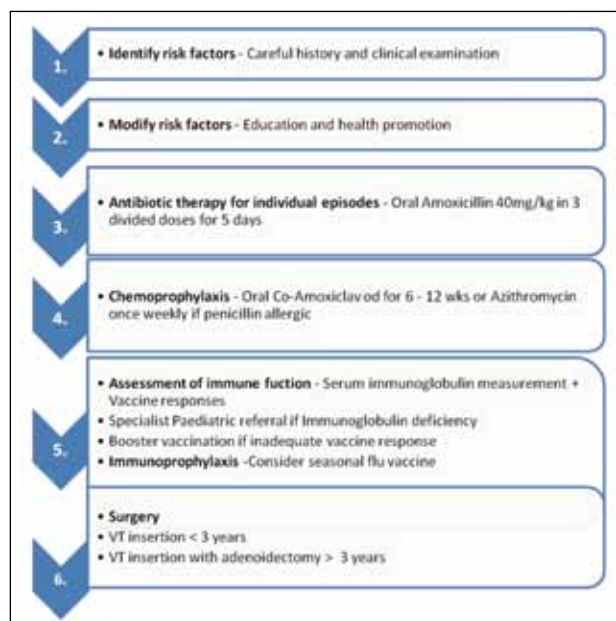 1.
• Identify risk factors - Careful history and clinical examination
2.
• Modify risk factors - Education and health promotion
3.
• Antibiotic therapy for individual episodes - Oral Amoxicillin 40mg/kg in 3
divided doses for 5 days
4.
• Chemoprophylaxis - Oral Co-Amoxiclav od for 6 - 12 wks or Azithromycin
once weekly if penicillin allergic
5.
• Assessment of immune fuction - Serum immunoglobulin measurement +
Vaccine responses
• Specialist Paediatric referral if Immunoglobulin deficiency
• Booster vaccination if inadequate vaccine response
• Immunoprophylaxis -Consider seasonal flu vaccine
6.
• Surgery
• VT insertion < 3 years
• VT insertion with adenoidectomy > 3 years